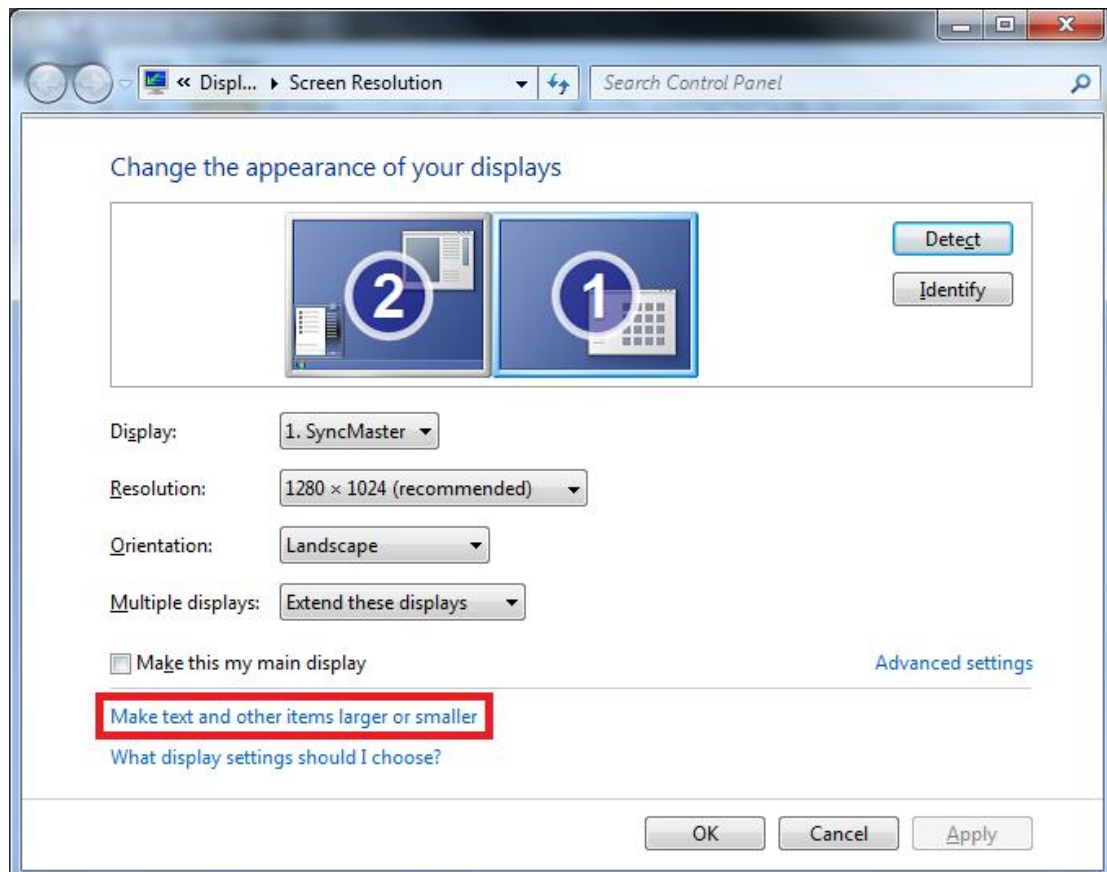 « Displ... ▸ Screen Resolution
Search Control Panel
Change the appearance of your displays
2
1
Detect
Identify
Display: 1. SyncMaster
Resolution: 1280 × 1024 (recommended)
Orientation: Landscape
Multiple displays: Extend these displays
Make this my main display
Advanced settings
Make text and other items larger or smaller
What display settings should I choose?
OK Cancel Apply